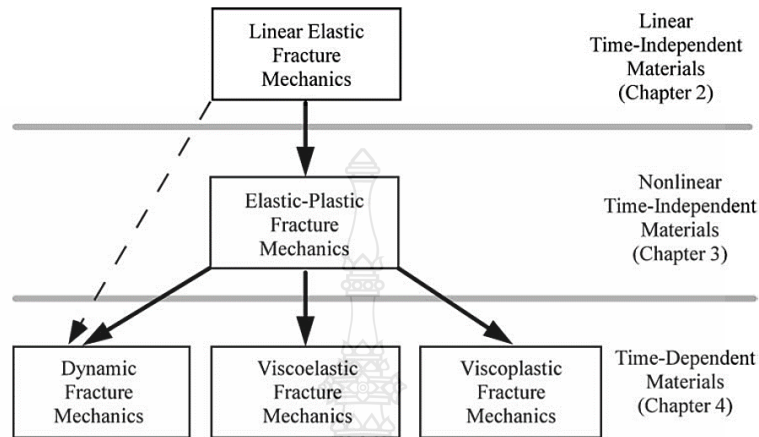 Linear Elastic
Fracture
Mechanics
Linear
Time-Independent
Materials
(Chapter 2)
Elastic-Plastic
Fracture
Mechanics
Nonlinear
Time-Independent
Materials
(Chapter 3)
Dynamic
Fracture
Mechanics
Viscoelastic
Fracture
Mechanics
Viscoplastic
Fracture
Mechanics
Time-Dependent
Materials
(Chapter 4)